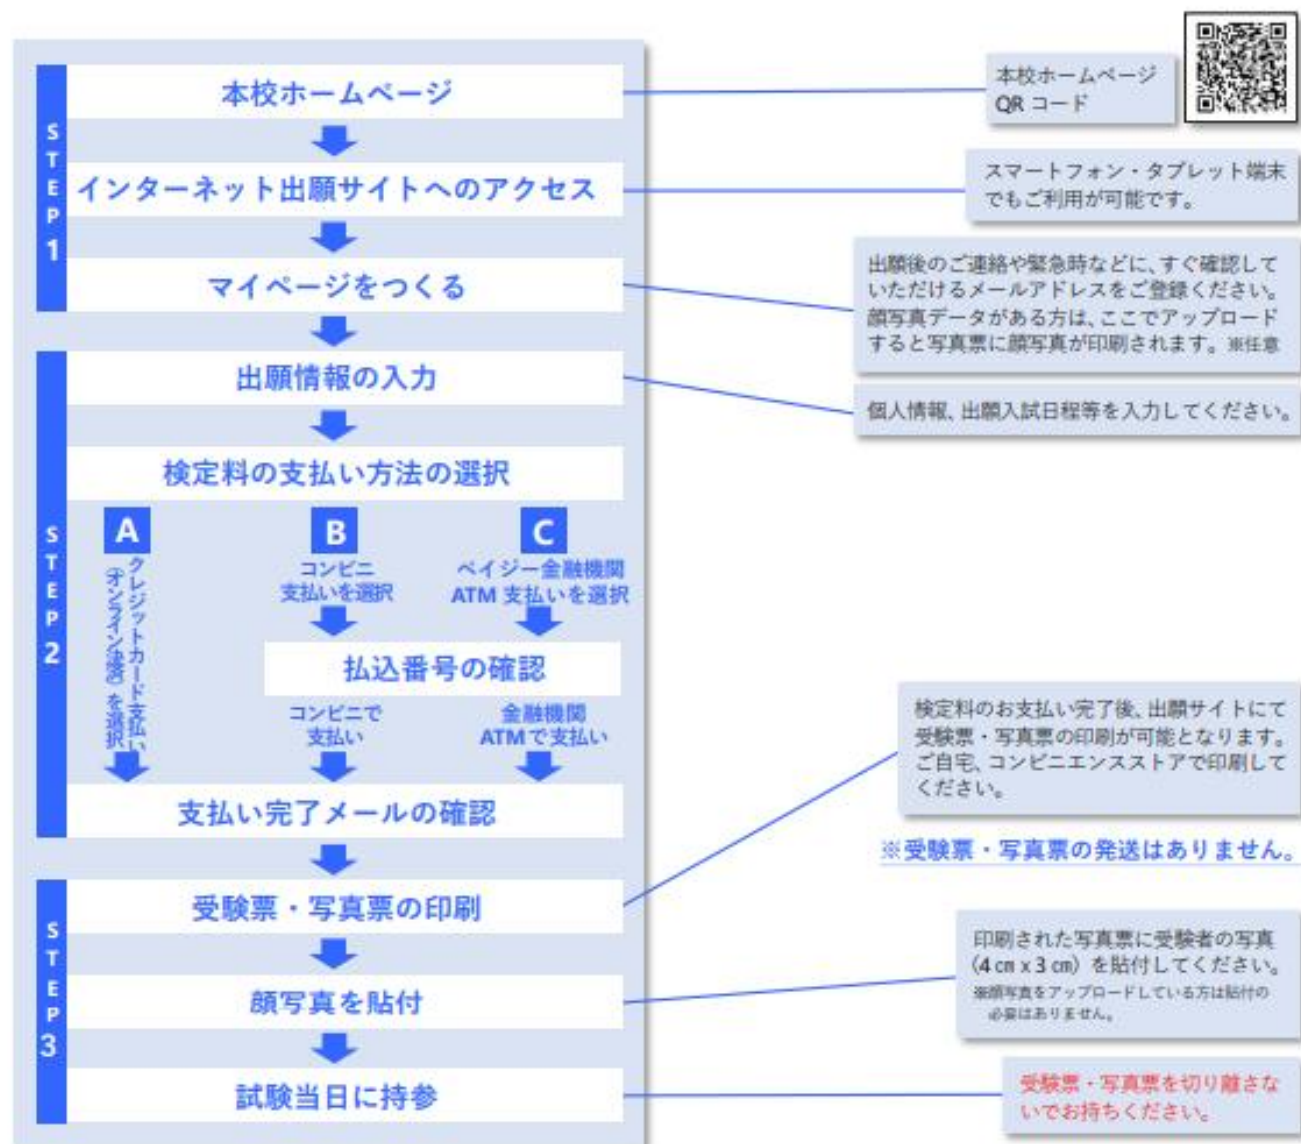 STEP1
本校ホームページ
本校ホームページ
QR コード
インターネット出願サイトへのアクセス
スマートフォン・タブレット端末
でもご利用が可能です。
マイページをつくる
出願後のご連絡や緊急時などに、すぐ確認して
いただけるメールアドレスをご登録ください。
顔写真データがある方は、ここでアップロード
すると写真票に顔写真が印刷されます。※任意
STEP2
出願情報の入力
個人情報、出願入試日程等を入力してください。
検定料の支払い方法の選択
A
クレジットカード支払い
(オンライン決済)を選択
B
コンビニ
支払いを選択
C
ペイジー金融機関
ATM 支払いを選択
払込番号の確認
コンビニで
支払い
金融機関
ATMで支払い
支払い完了メールの確認
STEP3
受験票・写真票の印刷
検定料のお支払い完了後、出願サイトにて
受験票・写真票の印刷が可能となります。
ご自宅、コンビニエンスストアで印刷して
ください。
※受験票・写真票の発送はありません。
顔写真を貼付
印刷された写真票に受験者の写真
(4㎝x3㎝)を貼付してください。
※顔写真をアップロードしている方は貼付の
必要はありません。
試験当日に持参
受験票・写真票を切り離さな
いでお持ちください。